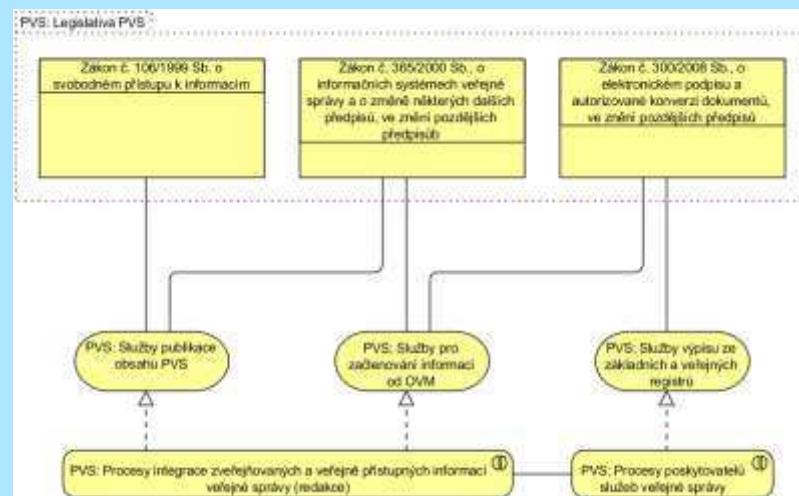 PVS: Legislativa PVS
Zákon č. 106/1999 Sb. o
svobodném přístupu k informacím
Zákon č. 365/2000 Sb., o
informačních systémech veřejné
správy a o změně některých dalších
předpisů, ve znění pozdějších
předpisůb
Zákon č. 300/2008 Sb., o
elektronickém podpisu a
autorizované konverzi dokumentů,
ve znění pozdějších předpisů
PVS: Služby publikace
obsahu PVS
PVS: Služby pro
začleňování informací
od OVM
PVS: Služby výpisu ze
základních a veřejných
registrů
PVS: Procesy integrace zveřejňovaných a veřejně přístupných informací
veřejné správy (redakce)
PVS: Procesy poskytovatelů
služeb veřejné správy